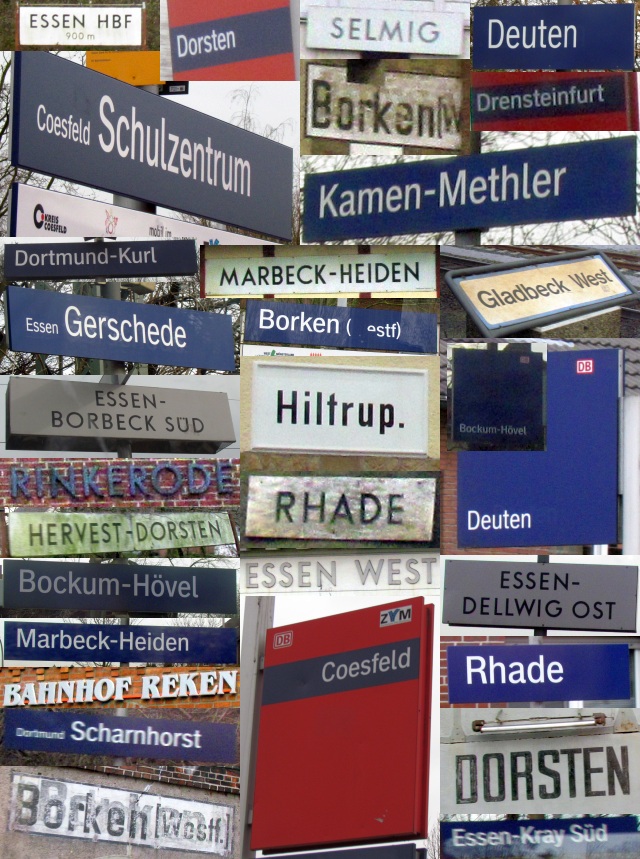 ESSEN HBF
900 m
Dorsten
SELMIG
Deuten
Coesfeld Schulzentrum
Borken(W
Drensteinfurt
Kamen-Methler
KREIS
COESFELD
mobil im
Dortmund-Kurl
MARBECK-HEIDEN
Gladbeck West
Essen Gerschede
Borken ( estf)
ESSEN-
BORBECK SÜD
Hiltrup.
DB
Bockum-Hövel
Deuten
RINKERODE
RHADE
HERVEST-DORSTEN
Bockum-Hövel
ESSEN WEST
ESSEN-
DELLWIG OST
Marbeck-Heiden
DB
ZVM
Coesfeld
Rhade
BAHNHOF REKEN
Dortmund Scharnhorst
DORSTEN
Borken [Westf.]
Essen-Kray Süd